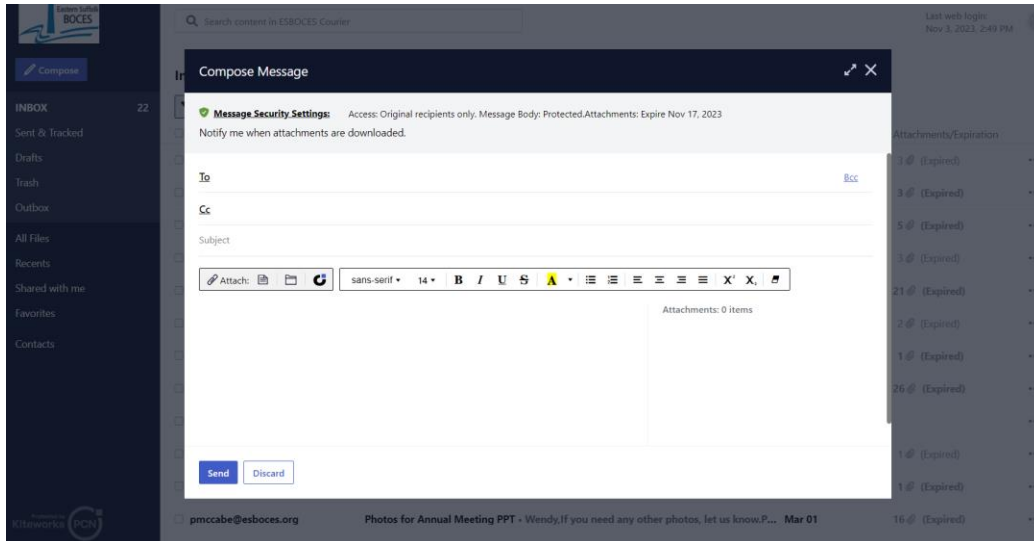 Eastern Suffolk
BOCES
Search content in ESBOCES Courier
Last web login:
Nov 3, 2023, 2:49 PM
Compose
In
INBOX 22
Sent & Tracked
Drafts
Trash
Outbox
All Files
Recents
Shared with me
Favorites
Contacts
Compose Message
Message Security Settings: Access: Original recipients only. Message Body: Protected.Attachments: Expire Nov 17, 2023
Notify me when attachments are downloaded.
To Bcc
Cc
Subject
Attach: sans-serif 14 B I U S A X' X,
Attachments: 0 items
Send Discard
Attachments/Expiration
3 (Expired)
3 (Expired)
5 (Expired)
3 (Expired)
21 (Expired)
2 (Expired)
1 (Expired)
26 (Expired)
1 (Expired)
1 (Expired)
pmccabe@esboces.org Photos for Annual Meeting PPT - Wendy,If you need any other photos, let us know.P... Mar 01 16 (Expired)
Kiteworks PCN